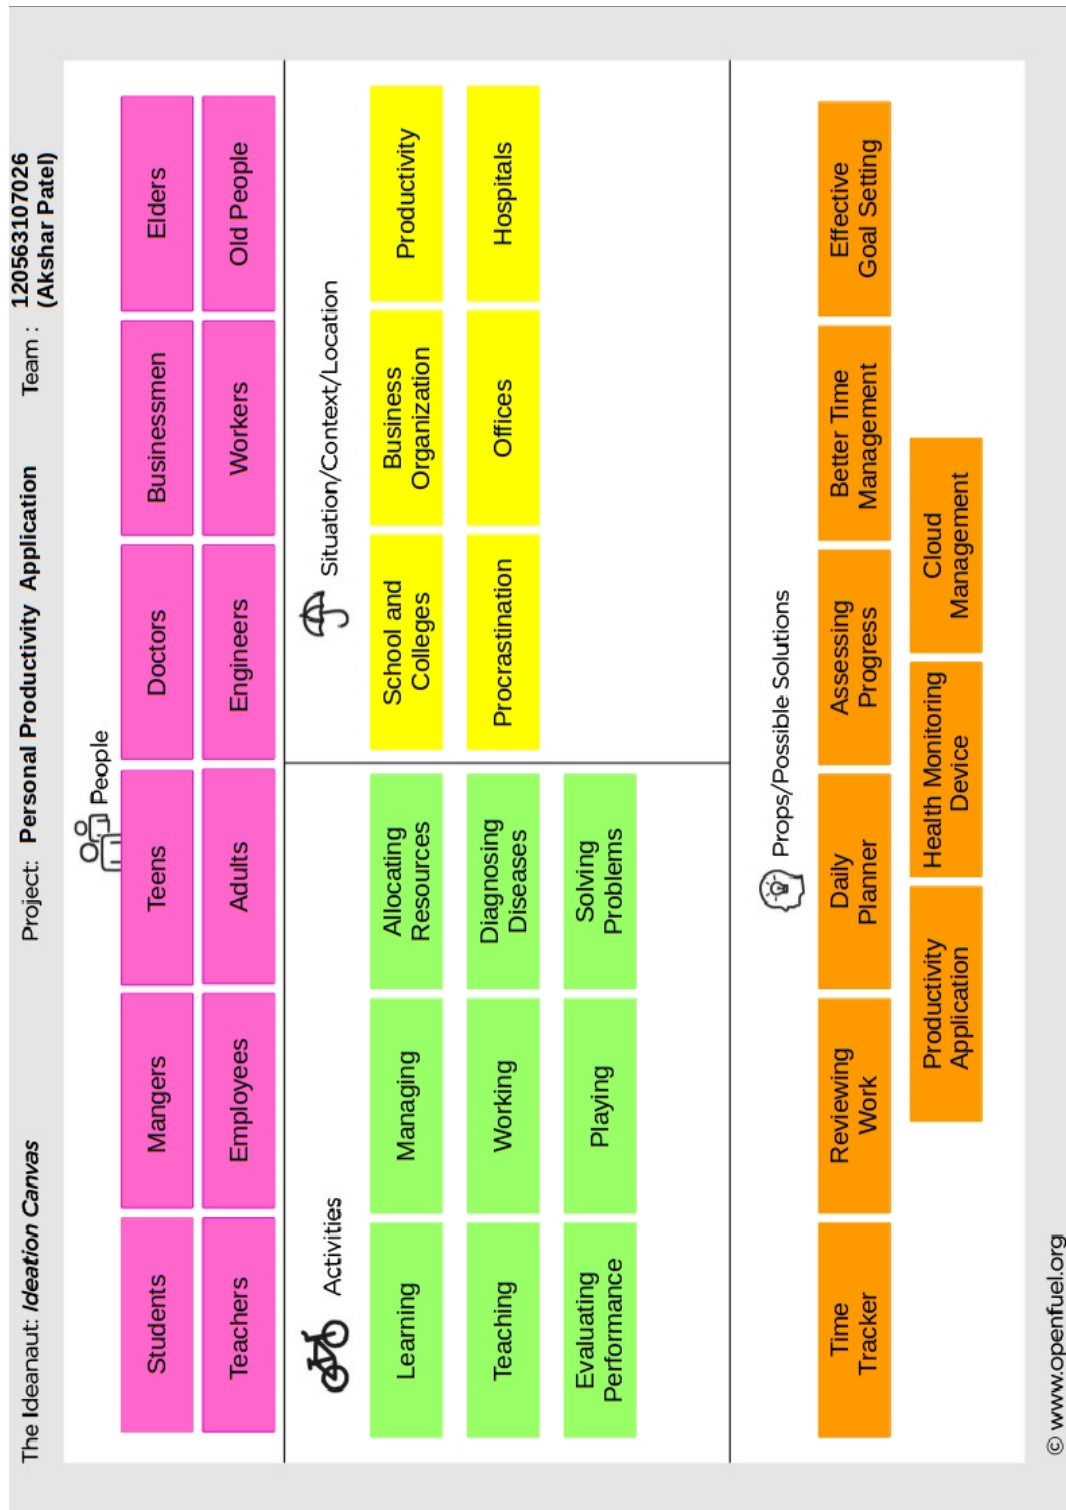 The Ideanaut: Ideation Canvas
Project: Personal Productivity Application
Team : 120563107026
(Akshar Patel)
People
Students
Mangers
Teens
Doctors
Businessmen
Elders
Teachers
Employees
Adults
Engineers
Workers
Old People
Activities
Learning
Managing
Allocating
Resources
Teaching
Working
Diagnosing
Diseases
Evaluating
Performance
Playing
Solving
Problems
Situation/Context/Location
School and
Colleges
Business
Organization
Productivity
Procrastination
Offices
Hospitals
Props/Possible Solutions
Time
Tracker
Reviewing
Work
Daily
Planner
Assessing
Progress
Better Time
Management
Effective
Goal Setting
Productivity
Application
Health Monitoring
Device
Cloud
Management
© www.openfuel.org